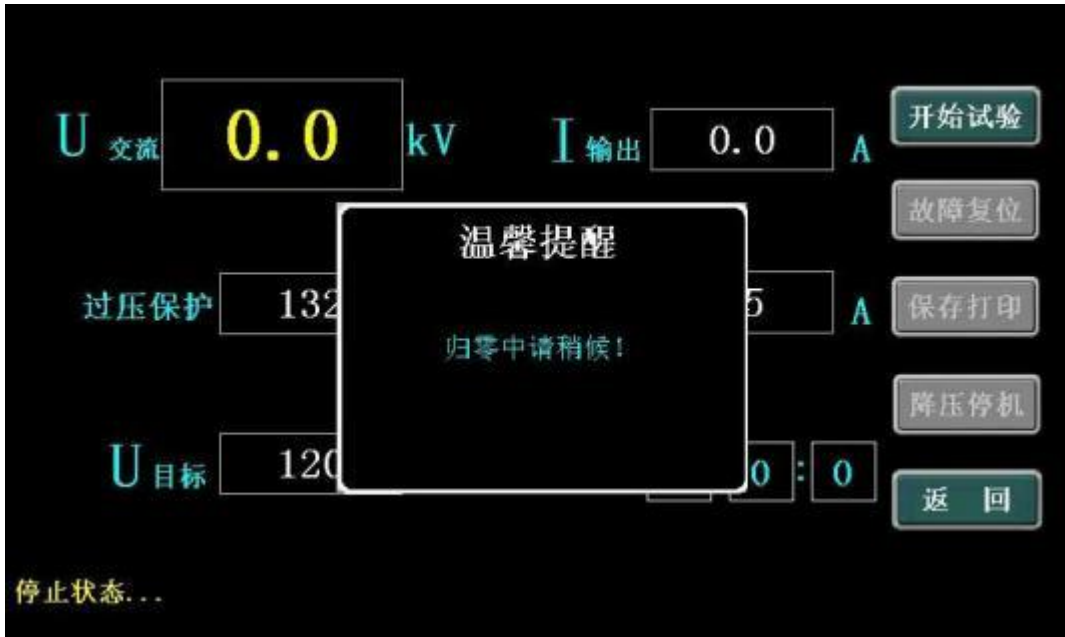 U 交流 0.0 kV I 输出 0.0 A 开始试验
故障复位
温馨提醒
过压保护 132 5 A 保存打印
归零中请稍候!
降压停机
U 目标 120 0 : 0
返 回
停止状态...